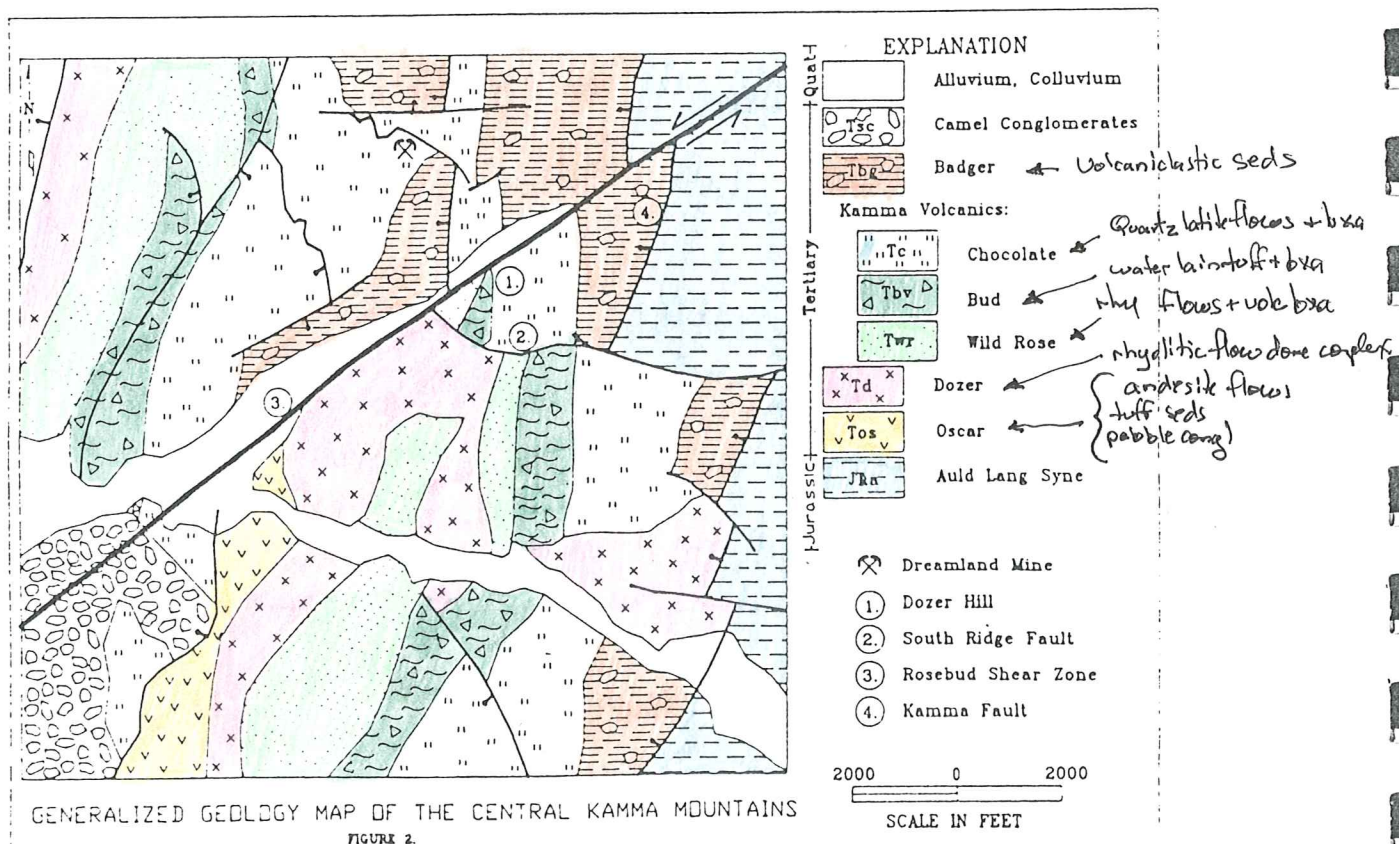 EXPLANATION
Quat
Alluvium, Colluvium
Tsc Camel Conglomerates
Tbg Badger Volcaniclastic seds
Tertiary
Kamma Volcanics:
Tc Chocolate Quartz latite flows + bxa
Tbv Bud water lain tuff + bxa
Twr Wild Rose rhy flows + volc bxa
Td Dozer rhyolitic flow dome complex
Tos Oscar andesite flows
tuff seds
pebble congl
Jurassic
JRa Auld Lang Syne
Dreamland Mine
1. Dozer Hill
2. South Ridge Fault
3. Rosebud Shear Zone
4. Kamma Fault
2000 0 2000
SCALE IN FEET
N
1.
2.
3.
4.
GENERALIZED GEOLOGY MAP OF THE CENTRAL KAMMA MOUNTAINS
FIGURE 2.